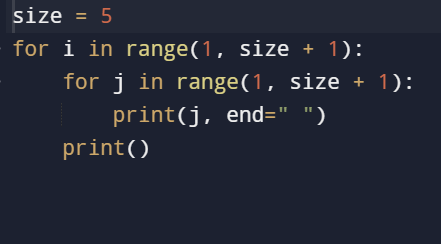 size = 5
for i in range(1, size + 1):
    for j in range(1, size + 1):
        print(j, end=" ")
    print()